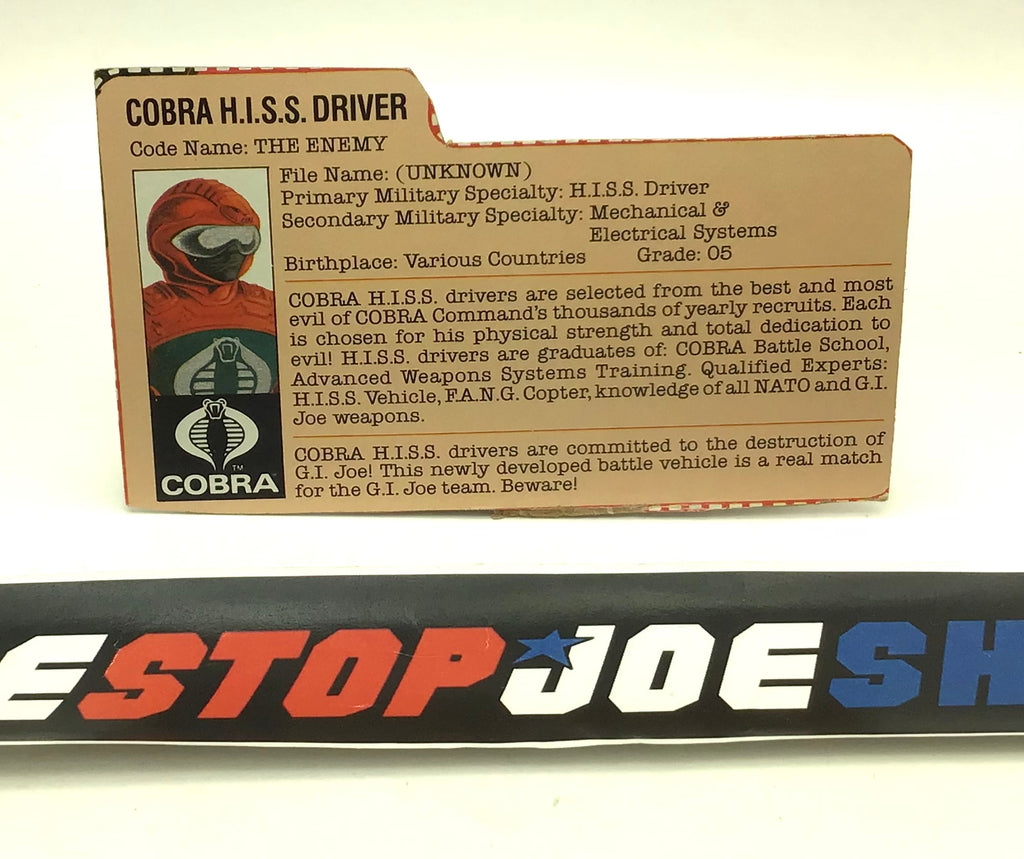 COBRA H.I.S.S. DRIVER
Code Name: THE ENEMY
File Name: (UNKNOWN)
Primary Military Specialty: H.I.S.S. Driver
Secondary Military Specialty: Mechanical &
Electrical Systems
Birthplace: Various Countries Grade: 05
COBRA H.I.S.S. drivers are selected from the best and most
evil of COBRA Command's thousands of yearly recruits. Each
is chosen for his physical strength and total dedication to
evil! H.I.S.S. drivers are graduates of: COBRA Battle School,
Advanced Weapons Systems Training. Qualified Experts:
H.I.S.S. Vehicle, F.A.N.G. Copter, knowledge of all NATO and G.I.
Joe weapons.
COBRA H.I.S.S. drivers are committed to the destruction of
G.I. Joe! This newly developed battle vehicle is a real match
for the G.I. Joe team. Beware!
TM
COBRA
E STOP JOE SH